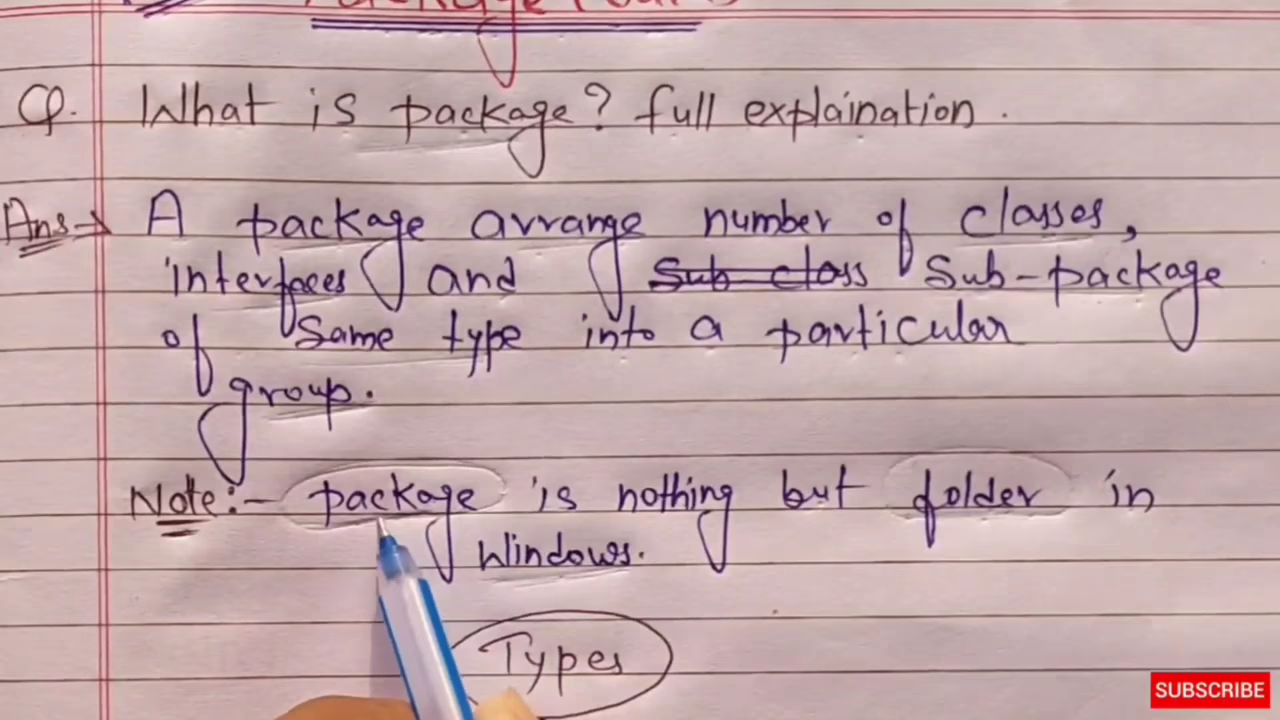 Q. What is package? full explaination.
Ans→ A package arrange number of classes,
interfaces and Sub class Sub-package
of Same type into a particular
group.
Note:- package is nothing but folder in
Windows.
Types
SUBSCRIBE